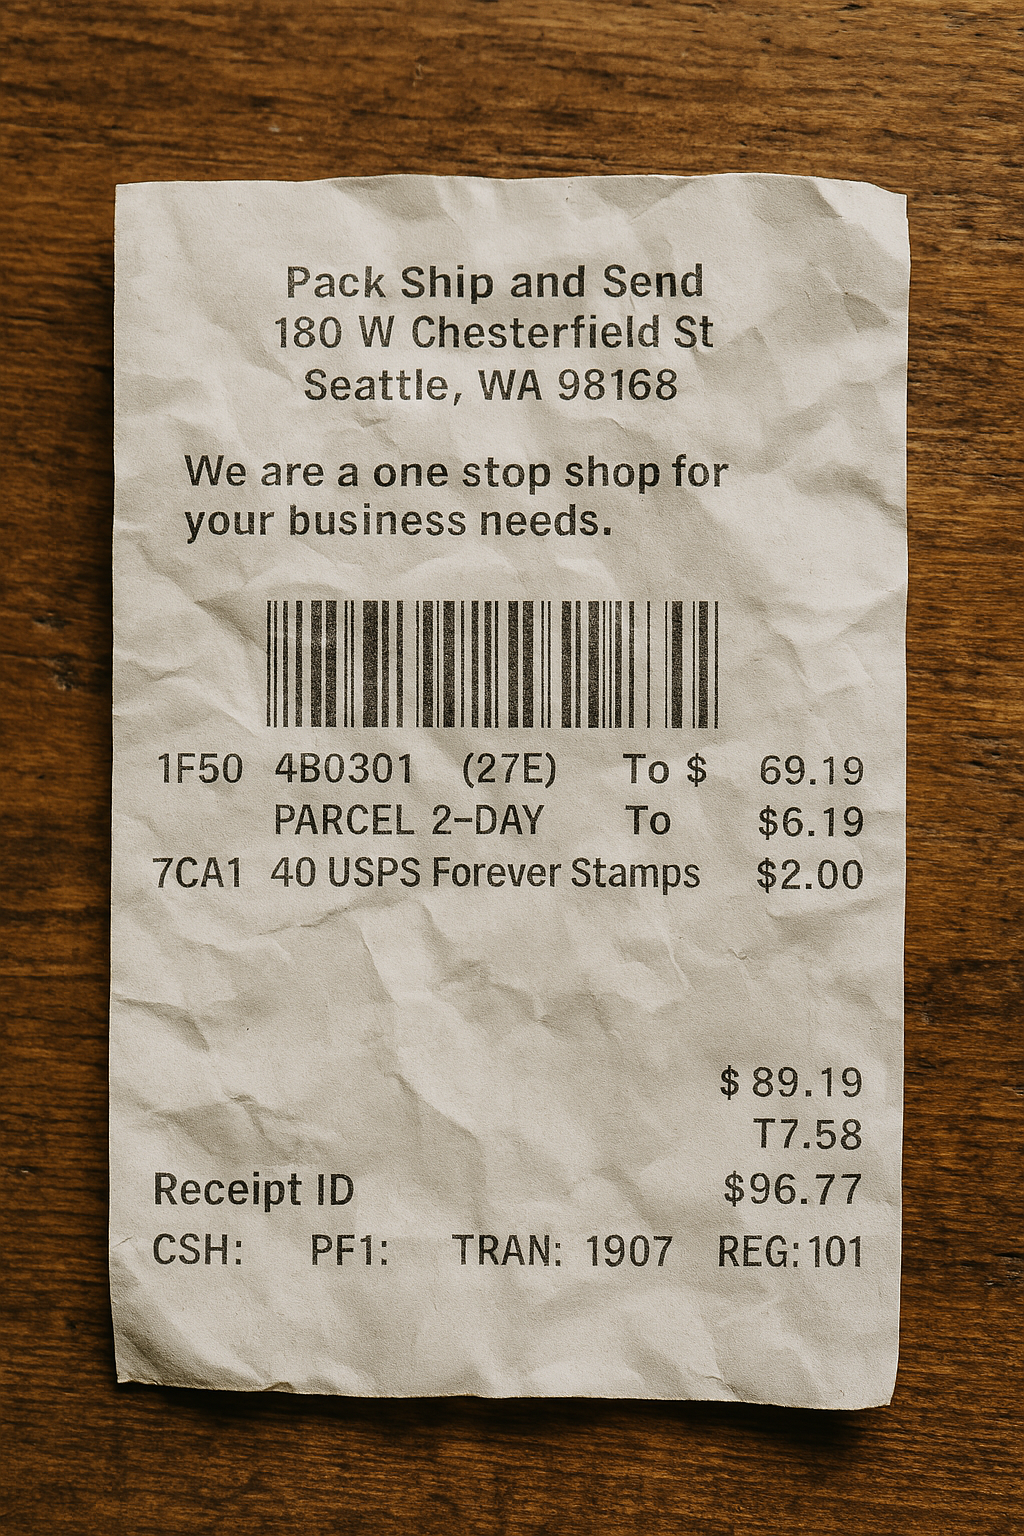 Pack Ship and Send
180 W Chesterfield St
Seattle, WA 98168
We are a one stop shop for
your business needs.
1F50 4B0301 (27E) To $ 69.19
PARCEL 2-DAY To $6.19
7CA1 40 USPS Forever Stamps $2.00
$ 89.19
T7.58
Receipt ID $96.77
CSH: PF1: TRAN: 1907 REG: 101